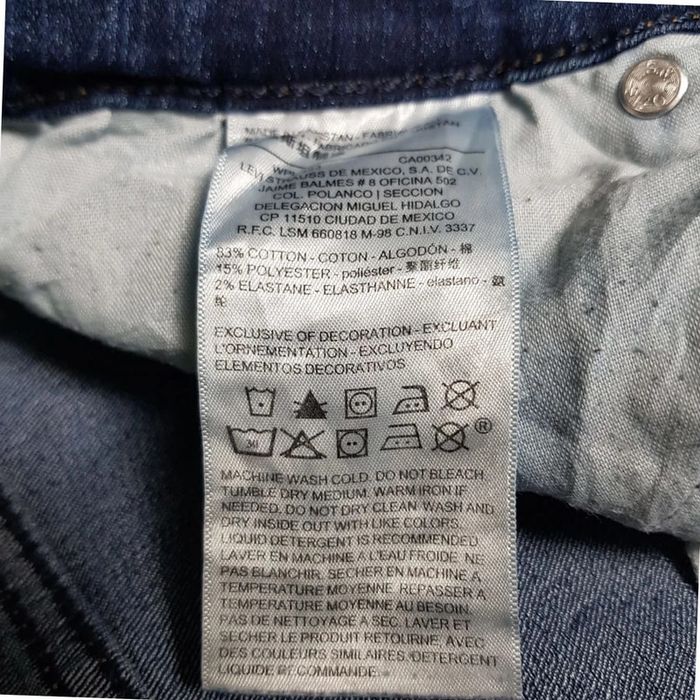 CA00342
LEVI STRAUSS DE MEXICO, S.A. DE C.V.
JAIME BALMES # 8 OFICINA 502
COL. POLANCO | SECCION
DELEGACION MIGUEL HIDALGO
CP 11510 CIUDAD DE MEXICO
R.F.C. LSM 660818 M-98 C.N.I.V. 3337
83% COTTON - COTON - ALGODÓN - 棉
15% POLYESTER - poliéster - 聚酯纤维
2% ELASTANE - ELASTHANNE - elastano - 氨
纶
EXCLUSIVE OF DECORATION - EXCLUANT
L'ORNEMENTATION - EXCLUYENDO
ELEMENTOS DECORATIVOS
30
®
MACHINE WASH COLD. DO NOT BLEACH.
TUMBLE DRY MEDIUM. WARM IRON IF
NEEDED. DO NOT DRY CLEAN. WASH AND
DRY INSIDE OUT WITH LIKE COLORS.
LIQUID DETERGENT IS RECOMMENDED.
LAVER EN MACHINE A L'EAU FROIDE. NE
PAS BLANCHIR. SECHER EN MACHINE A
TEMPERATURE MOYENNE. REPASSER A
TEMPERATURE MOYENNE AU BESOIN.
PAS DE NETTOYAGE A SEC. LAVER ET
SECHER LE PRODUIT RETOURNE, AVEC
DES COULEURS SIMILAIRES. DETERGENT
LIQUIDE RECOMMANDE.